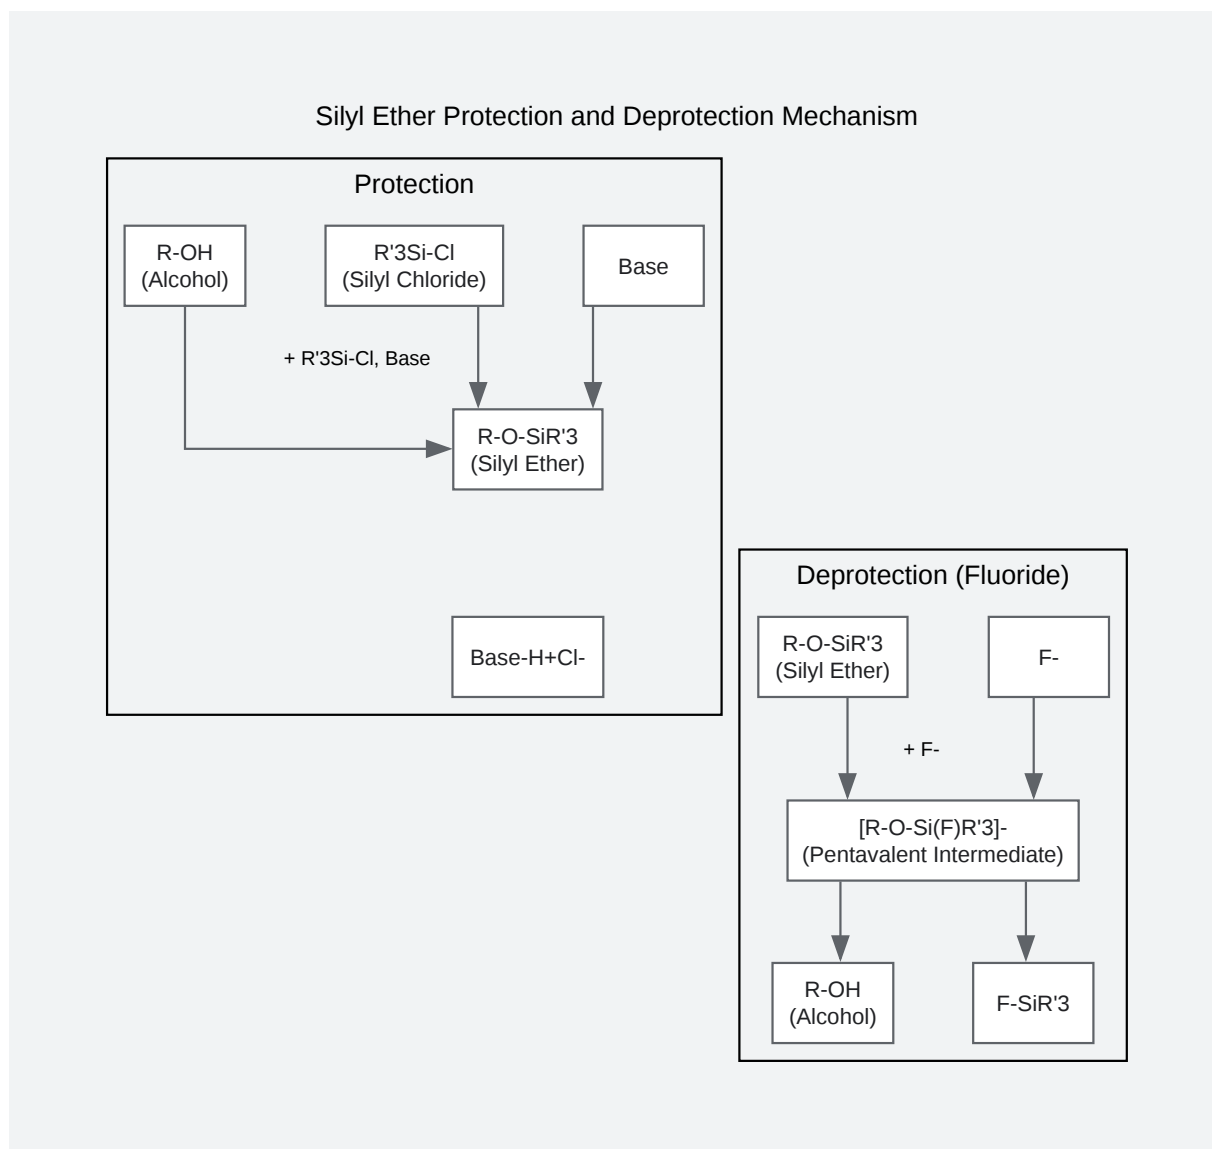 Silyl Ether Protection and Deprotection Mechanism
Protection
R-OH
(Alcohol)
R'3Si-Cl
(Silyl Chloride)
Base
+ R'3Si-Cl, Base
R-O-SiR'3
(Silyl Ether)
Base-H+Cl-
Deprotection (Fluoride)
R-O-SiR'3
(Silyl Ether)
F-
+ F-
[R-O-Si(F)R'3]-
(Pentavalent Intermediate)
R-OH
(Alcohol)
F-SiR'3